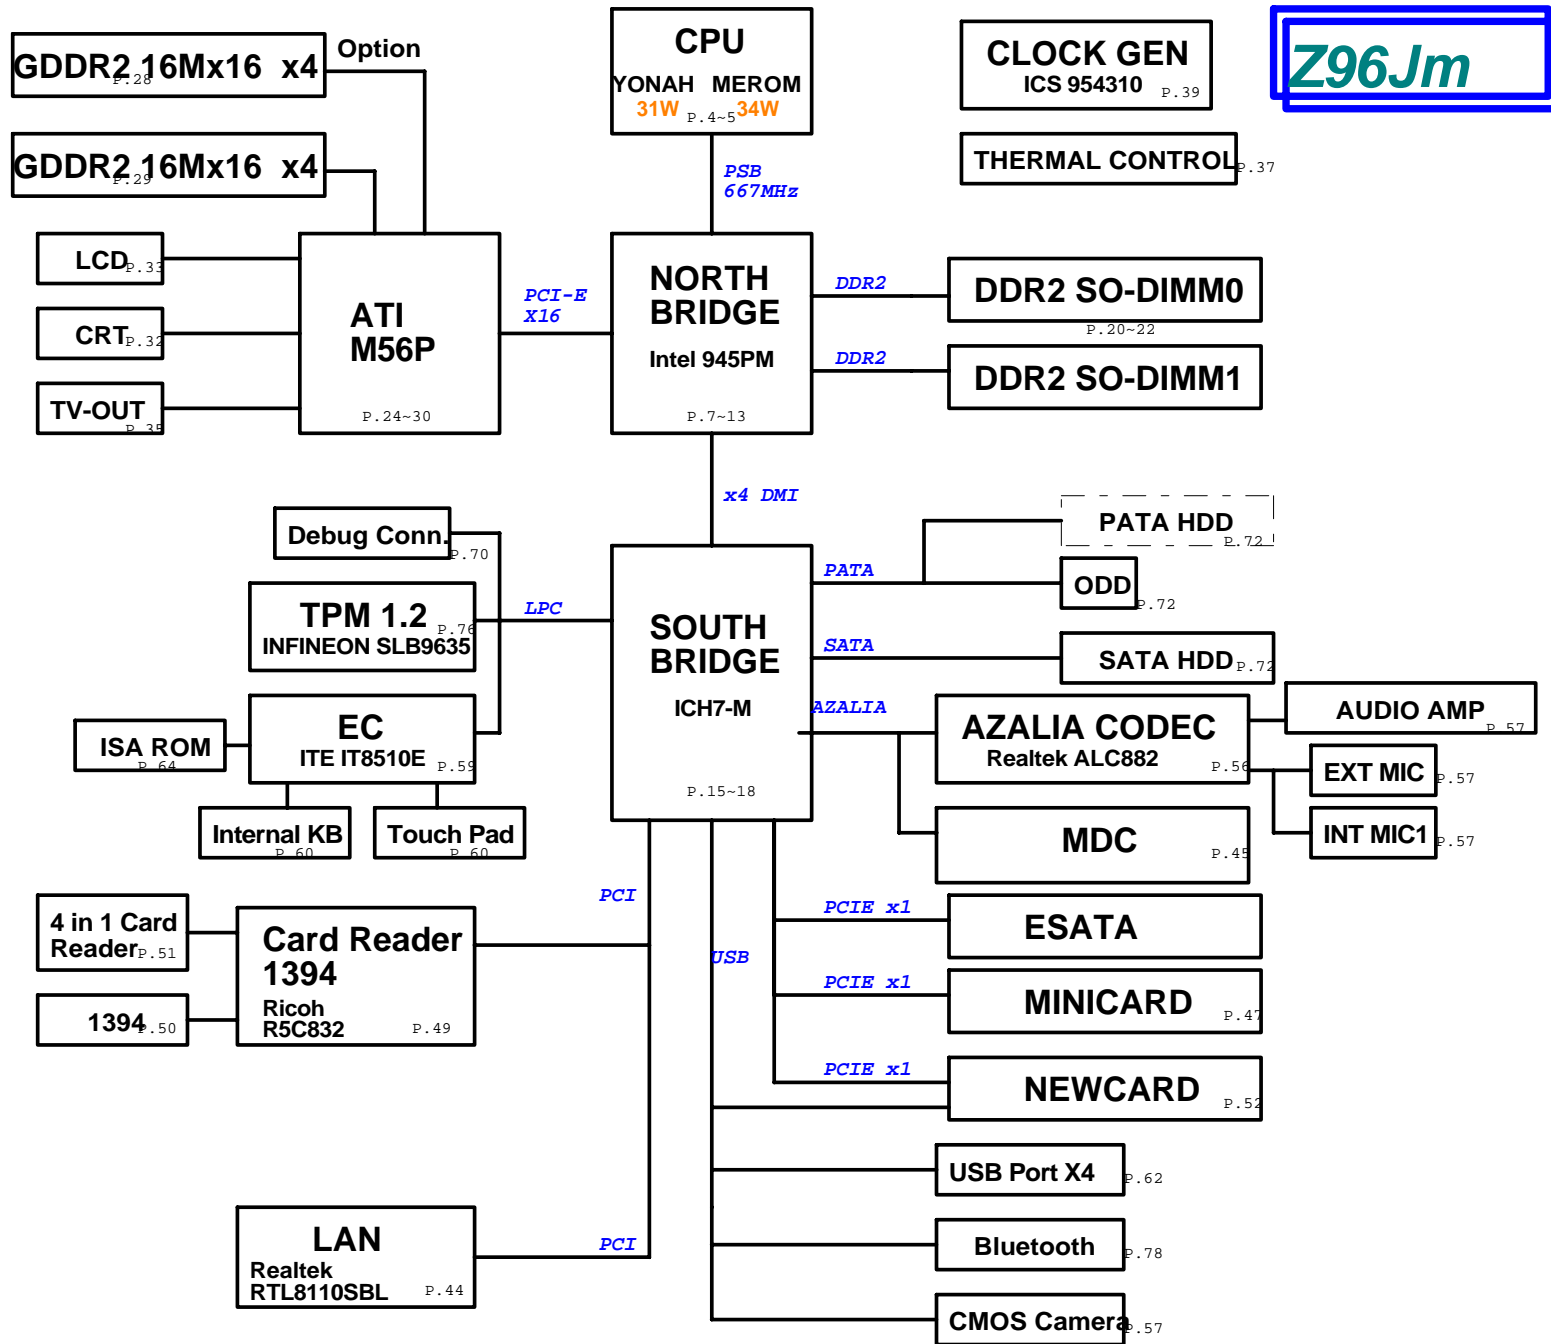 Z96Jm
GDDR2 16Mx16 x4
P.28
Option
GDDR2 16Mx16 x4
P.29
CPU
YONAH MEROM
31W P.4~5 34W
CLOCK GEN
ICS 954310 P.39
THERMAL CONTROL P.37
PSB
667MHz
LCD P.33
CRT P.32
TV-OUT
P.35
ATI
M56P
P.24~30
PCI-E
X16
NORTH
BRIDGE
Intel 945PM
P.7~13
DDR2
DDR2 SO-DIMM0
P.20~22
DDR2
DDR2 SO-DIMM1
x4 DMI
Debug Conn.
P.70
TPM 1.2 P.76
INFINEON SLB9635
LPC
EC
ITE IT8510E P.59
ISA ROM
P.64
Internal KB
P.60
Touch Pad
P.60
SOUTH
BRIDGE
ICH7-M
P.15~18
PATA
PATA HDD
P.72
ODD
P.72
SATA
SATA HDD P.72
AZALIA
AZALIA CODEC
Realtek ALC882 P.56
AUDIO AMP
P.57
EXT MIC P.57
INT MIC1 P.57
MDC P.45
PCI
4 in 1 Card
Reader P.51
1394 P.50
Card Reader
1394
Ricoh
R5C832 P.49
USB
PCIE x1
ESATA
PCIE x1
MINICARD P.47
PCIE x1
NEWCARD P.52
USB Port X4 P.62
Bluetooth P.78
CMOS Camera P.57
PCI
LAN
Realtek
RTL8110SBL P.44